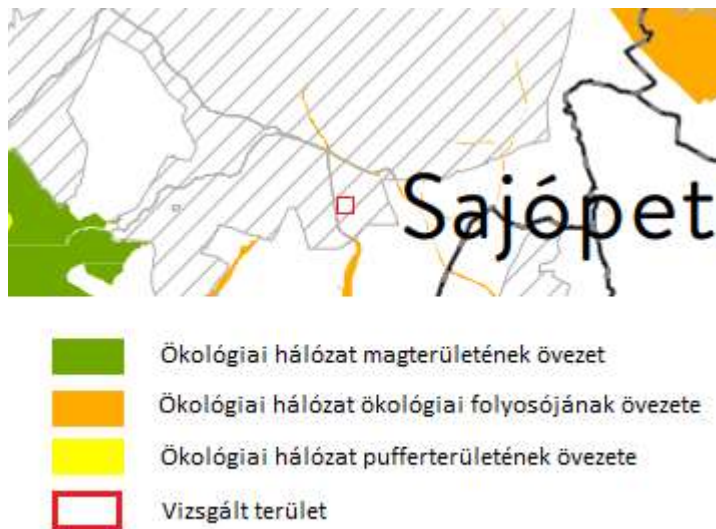 Sajópet
Ökológiai hálózat magterületének övezet
Ökológiai hálózat ökológiai folyosójának övezete
Ökológiai hálózat pufferterületének övezete
Vizsgált terület